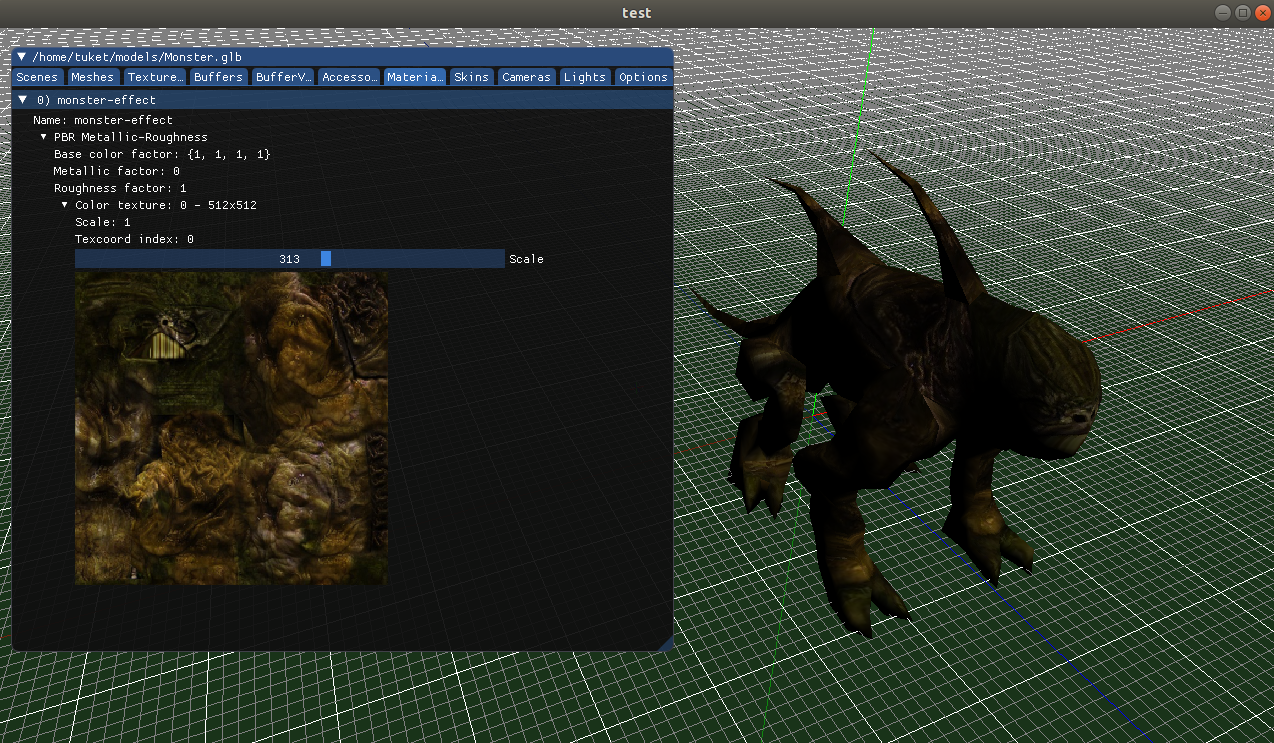 test
/home/tuket/models/Monster.glb
Scenes Meshes Texture… Buffers BufferV… Accesso… Materia… Skins Cameras Lights Options
0) monster-effect
Name: monster-effect
PBR Metallic-Roughness
Base color factor: {1, 1, 1, 1}
Metallic factor: 0
Roughness factor: 1
Color texture: 0 - 512x512
Scale: 1
Texcoord index: 0
313 Scale